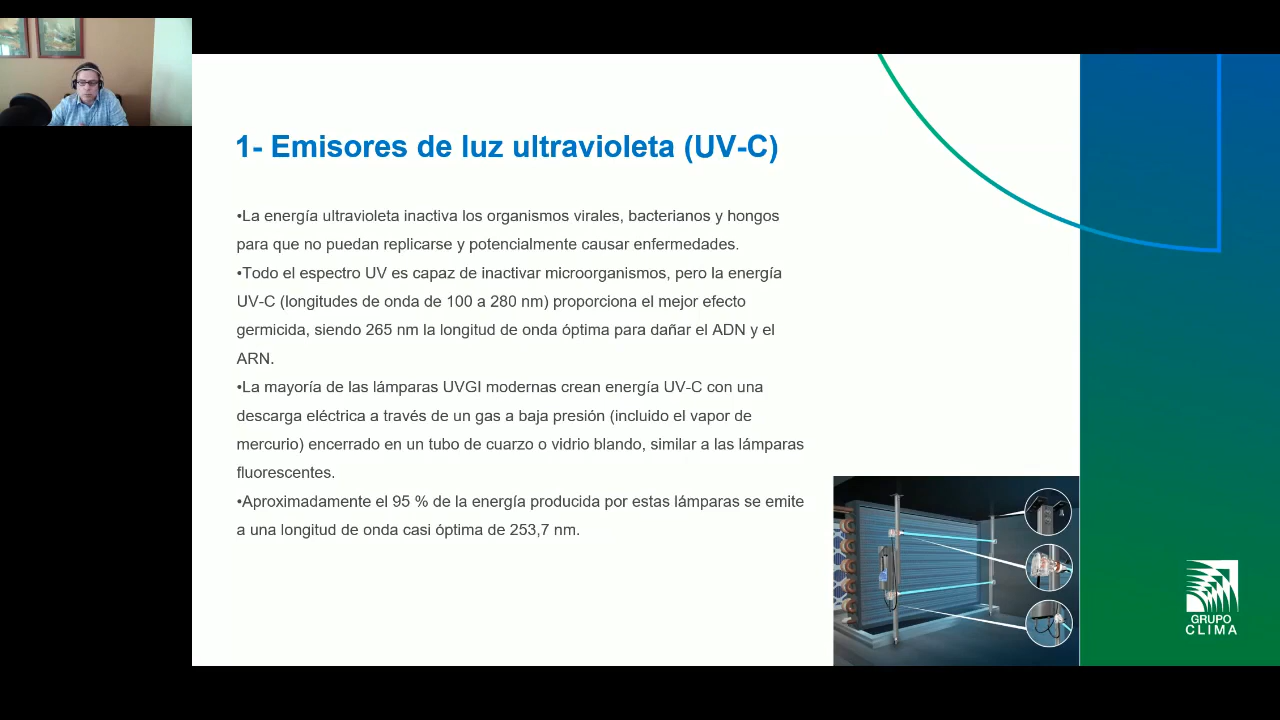 1- Emisores de luz ultravioleta (UV-C)
•La energía ultravioleta inactiva los organismos virales, bacterianos y hongos
para que no puedan replicarse y potencialmente causar enfermedades.
•Todo el espectro UV es capaz de inactivar microorganismos, pero la energía
UV-C (longitudes de onda de 100 a 280 nm) proporciona el mejor efecto
germicida, siendo 265 nm la longitud de onda óptima para dañar el ADN y el
ARN.
•La mayoría de las lámparas UVGI modernas crean energía UV-C con una
descarga eléctrica a través de un gas a baja presión (incluido el vapor de
mercurio) encerrado en un tubo de cuarzo o vidrio blando, similar a las lámparas
fluorescentes.
•Aproximadamente el 95 % de la energía producida por estas lámparas se emite
a una longitud de onda casi óptima de 253,7 nm.
GRUPO
CLIMA